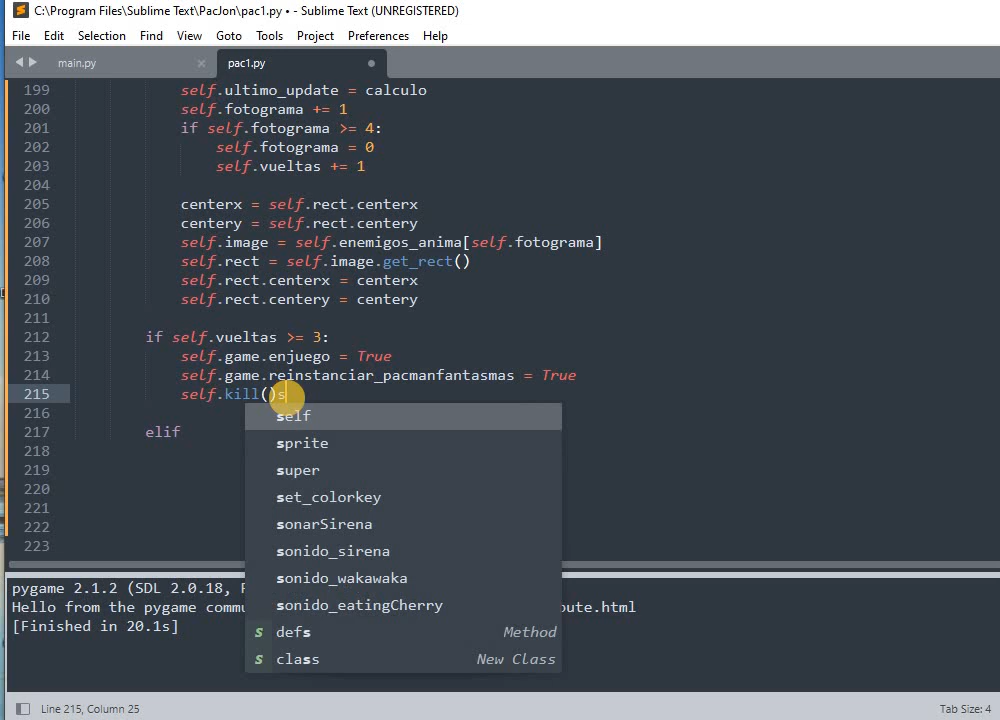 C:\Program Files\Sublime Text\PacJon\pac1.py • - Sublime Text (UNREGISTERED)
File Edit Selection Find View Goto Tools Project Preferences Help
main.py pac1.py
199 self.ultimo_update = calculo
200 self.fotograma += 1
201 if self.fotograma >= 4:
202 self.fotograma = 0
203 self.vueltas += 1
204
205 centerx = self.rect.centerx
206 centery = self.rect.centery
207 self.image = self.enemigos_anima[self.fotograma]
208 self.rect = self.image.get_rect()
209 self.rect.centerx = centerx
210 self.rect.centery = centery
211
212 if self.vueltas >= 3:
213 self.game.enjuego = True
214 self.game.reinstanciar_pacmanfantasmas = True
215 self.kill()s
216
217 elif
218
219
220
221
222
223
self
sprite
super
set_colorkey
sonarSirena
sonido_sirena
sonido_wakawaka
sonido_eatingCherry
s defs Method
s class New Class
pygame 2.1.2 (SDL 2.0.18,
Hello from the pygame
[Finished in 20.1s]
Line 215, Column 25 Tab Size: 4